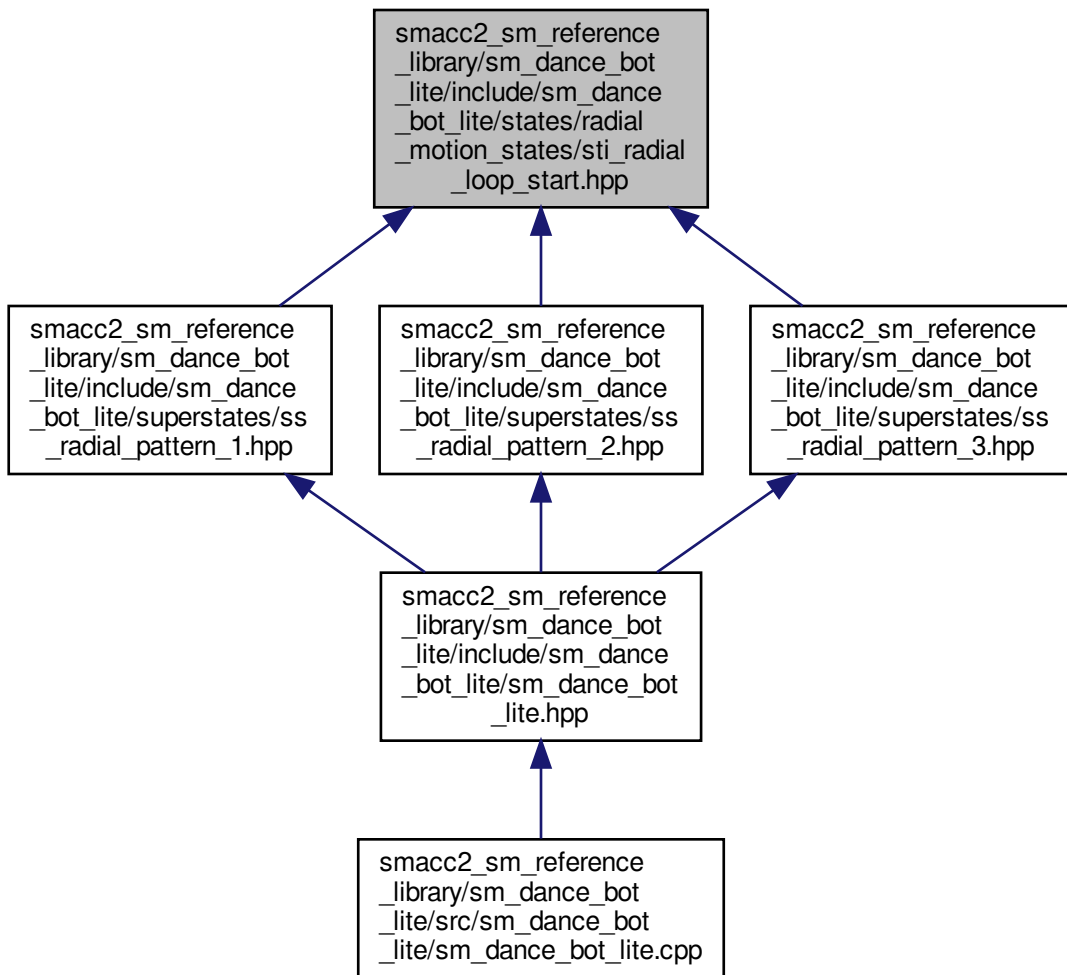 smacc2_sm_reference
_library/sm_dance_bot
_lite/include/sm_dance
_bot_lite/states/radial
_motion_states/sti_radial
_loop_start.hpp
smacc2_sm_reference
_library/sm_dance_bot
_lite/include/sm_dance
_bot_lite/superstates/ss
_radial_pattern_1.hpp
smacc2_sm_reference
_library/sm_dance_bot
_lite/include/sm_dance
_bot_lite/superstates/ss
_radial_pattern_2.hpp
smacc2_sm_reference
_library/sm_dance_bot
_lite/include/sm_dance
_bot_lite/superstates/ss
_radial_pattern_3.hpp
smacc2_sm_reference
_library/sm_dance_bot
_lite/include/sm_dance
_bot_lite/sm_dance_bot
_lite.hpp
smacc2_sm_reference
_library/sm_dance_bot
_lite/src/sm_dance_bot
_lite/sm_dance_bot_lite.cpp